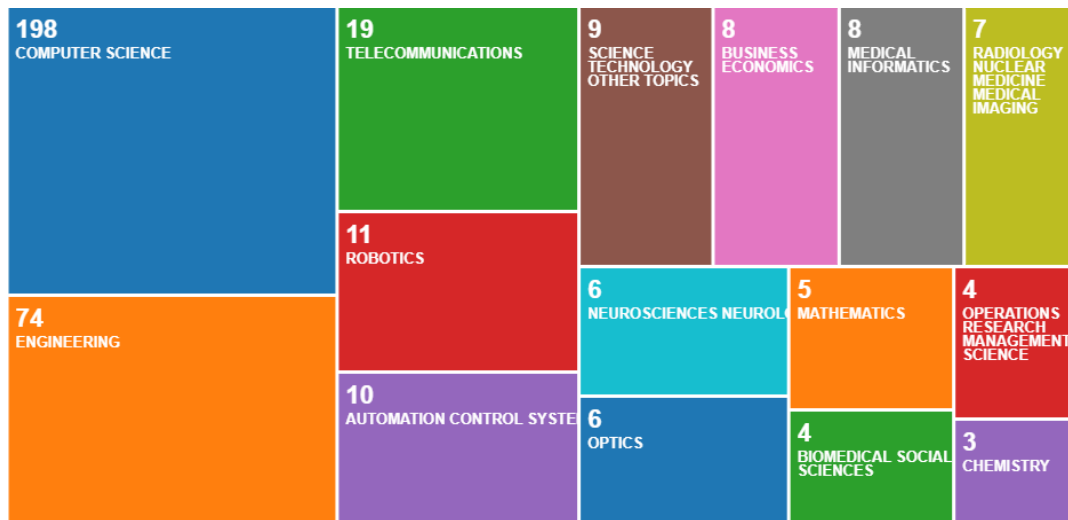 198
COMPUTER SCIENCE
74
ENGINEERING
19
TELECOMMUNICATIONS
11
ROBOTICS
10
AUTOMATION CONTROL SYSTE
9
SCIENCE
TECHNOLOGY
OTHER TOPICS
8
BUSINESS
ECONOMICS
8
MEDICAL
INFORMATICS
7
RADIOLOGY
NUCLEAR
MEDICINE
MEDICAL
IMAGING
6
NEUROSCIENCES NEUROL
6
OPTICS
5
MATHEMATICS
4
BIOMEDICAL SOCIAL
SCIENCES
4
OPERATIONS
RESEARCH
MANAGEMENT
SCIENCE
3
CHEMISTRY